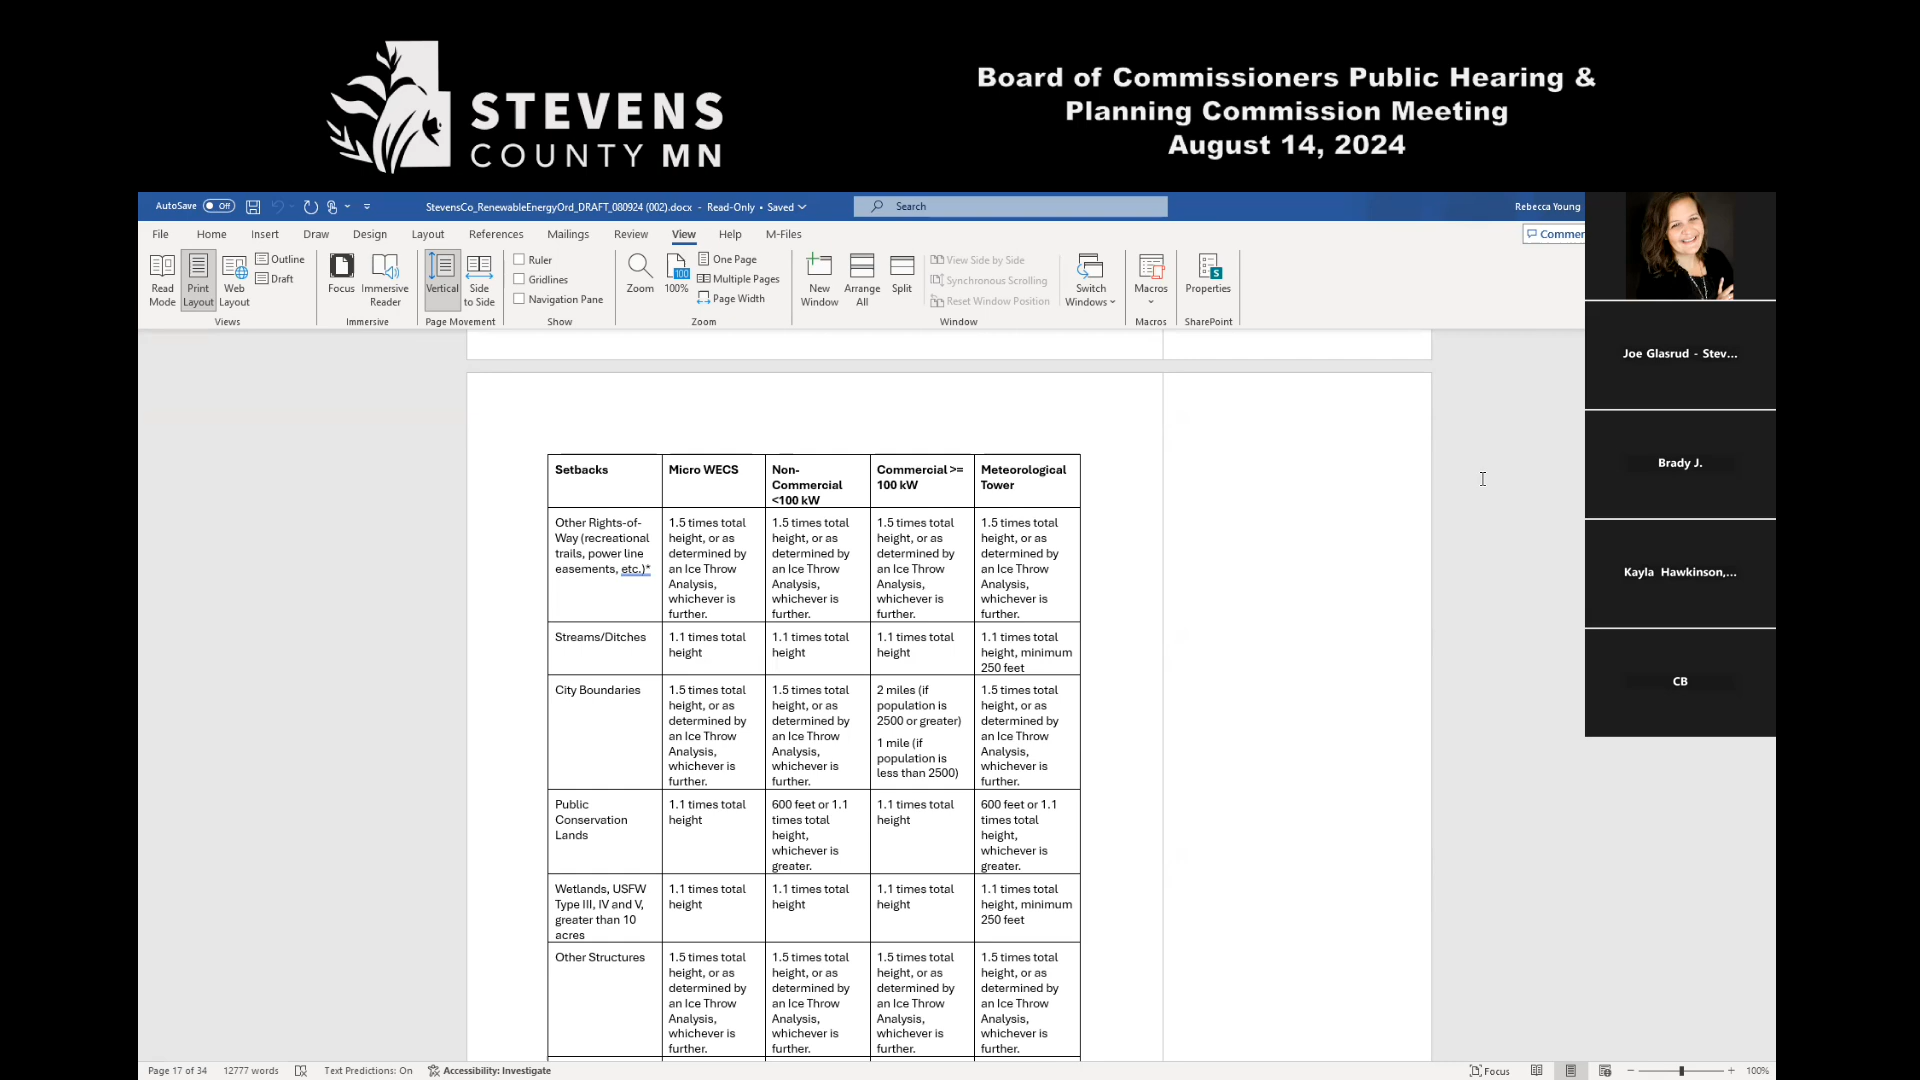 STEVENS
COUNTY MN
Board of Commissioners Public Hearing &
Planning Commission Meeting
August 14, 2024
AutoSave Off
StevensCo_RenewableEnergyOrd_DRAFT_080924 (002).docx - Read-Only • Saved
Search
Rebecca Young
File Home Insert Draw Design Layout References Mailings Review View Help M-Files
Commer
Read
Mode
Print
Layout
Web
Layout
Outline
Draft
Views
Focus
Immersive
Reader
Immersive
Vertical
Side
to Side
Page Movement
Ruler
Gridlines
Navigation Pane
Show
Zoom
100
100%
One Page
Multiple Pages
Page Width
Zoom
New
Window
Arrange
All
Split
View Side by Side
Synchronous Scrolling
Reset Window Position
Switch
Windows
Window
Macros
Macros
Properties
SharePoint
Setbacks
Micro WECS
Non-
Commercial
<100 kW
Commercial >=
100 kW
Meteorological
Tower
Other Rights-of-
Way (recreational
trails, power line
easements, etc.)*
1.5 times total
height, or as
determined by
an Ice Throw
Analysis,
whichever is
further.
1.5 times total
height, or as
determined by
an Ice Throw
Analysis,
whichever is
further.
1.5 times total
height, or as
determined by
an Ice Throw
Analysis,
whichever is
further.
1.5 times total
height, or as
determined by
an Ice Throw
Analysis,
whichever is
further.
Streams/Ditches
1.1 times total
height
1.1 times total
height
1.1 times total
height
1.1 times total
height, minimum
250 feet
City Boundaries
1.5 times total
height, or as
determined by
an Ice Throw
Analysis,
whichever is
further.
1.5 times total
height, or as
determined by
an Ice Throw
Analysis,
whichever is
further.
2 miles (if
population is
2500 or greater)
1 mile (if
population is
less than 2500)
1.5 times total
height, or as
determined by
an Ice Throw
Analysis,
whichever is
further.
Public
Conservation
Lands
1.1 times total
height
600 feet or 1.1
times total
height,
whichever is
greater.
1.1 times total
height
600 feet or 1.1
times total
height,
whichever is
greater.
Wetlands, USFW
Type III, IV and V,
greater than 10
acres
1.1 times total
height
1.1 times total
height
1.1 times total
height
1.1 times total
height, minimum
250 feet
Other Structures
1.5 times total
height, or as
determined by
an Ice Throw
Analysis,
whichever is
further.
1.5 times total
height, or as
determined by
an Ice Throw
Analysis,
whichever is
further.
1.5 times total
height, or as
determined by
an Ice Throw
Analysis,
whichever is
further.
1.5 times total
height, or as
determined by
an Ice Throw
Analysis,
whichever is
further.
Joe Glasrud - Stev...
Brady J.
Kayla Hawkinson,...
CB
Page 17 of 34 12777 words Text Predictions: On Accessibility: Investigate
Focus 100%